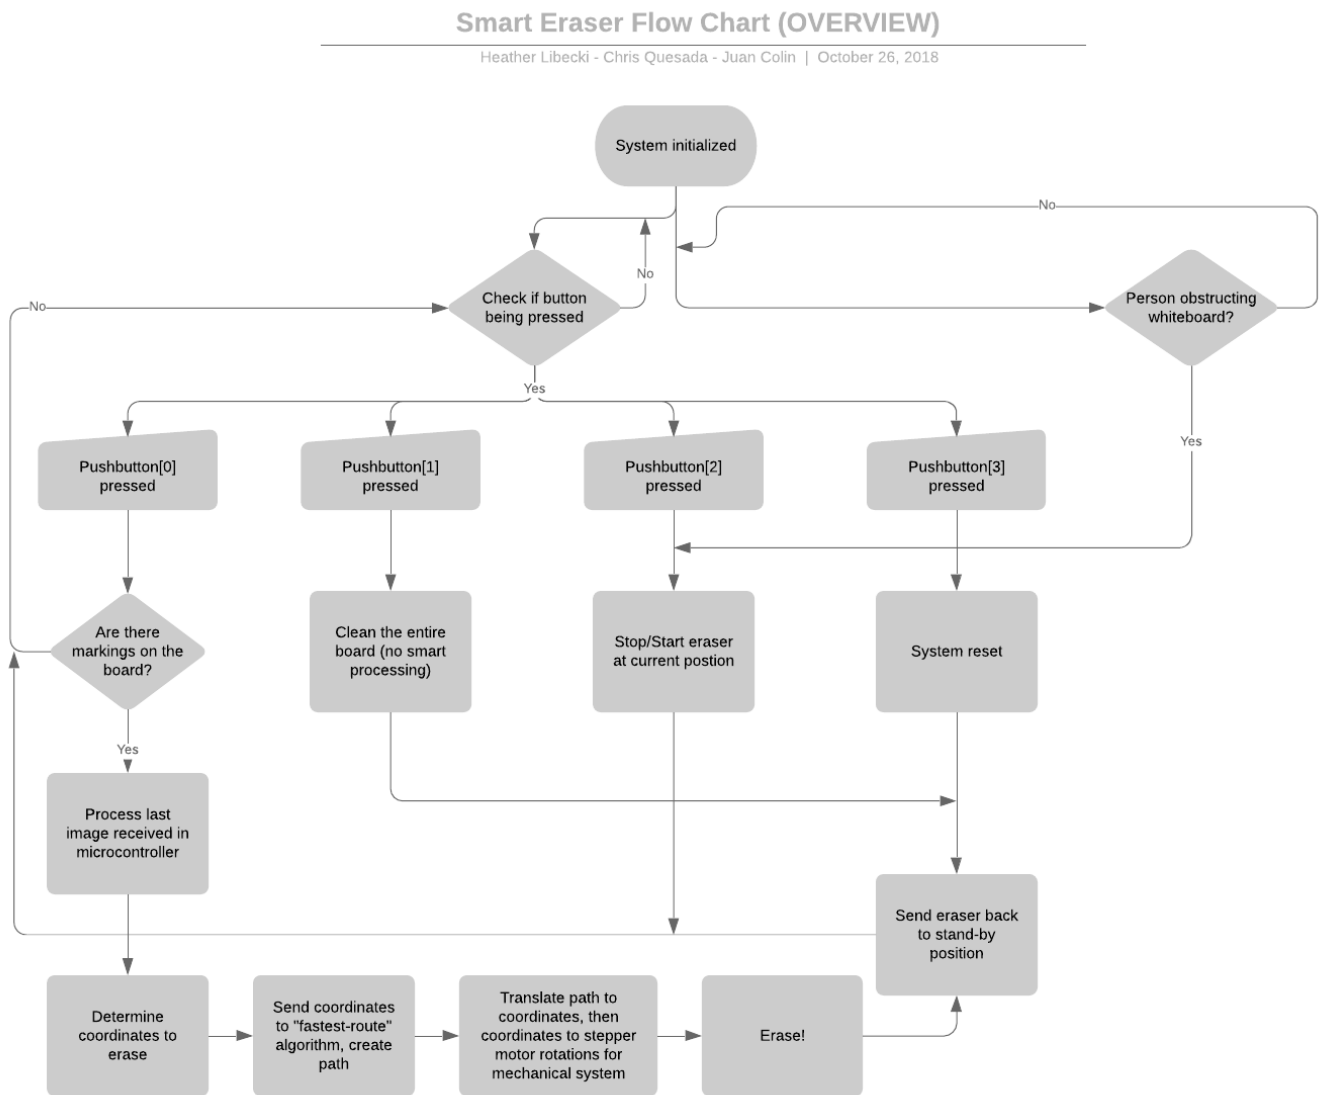 Smart Eraser Flow Chart (OVERVIEW)
Heather Libecki - Chris Quesada - Juan Colin | October 26, 2018
System initialized
No
No
No
Check if button
being pressed
Person obstructing
whiteboard?
Yes
Yes
Pushbutton[0]
pressed
Pushbutton[1]
pressed
Pushbutton[2]
pressed
Pushbutton[3]
pressed
Are there
markings on the
board?
Clean the entire
board (no smart
processing)
Stop/Start eraser
at current postion
System reset
Yes
Process last
image received in
microcontroller
Send eraser back
to stand-by
position
Determine
coordinates to
erase
Send coordinates
to "fastest-route"
algorithm, create
path
Translate path to
coordinates, then
coordinates to stepper
motor rotations for
mechanical system
Erase!